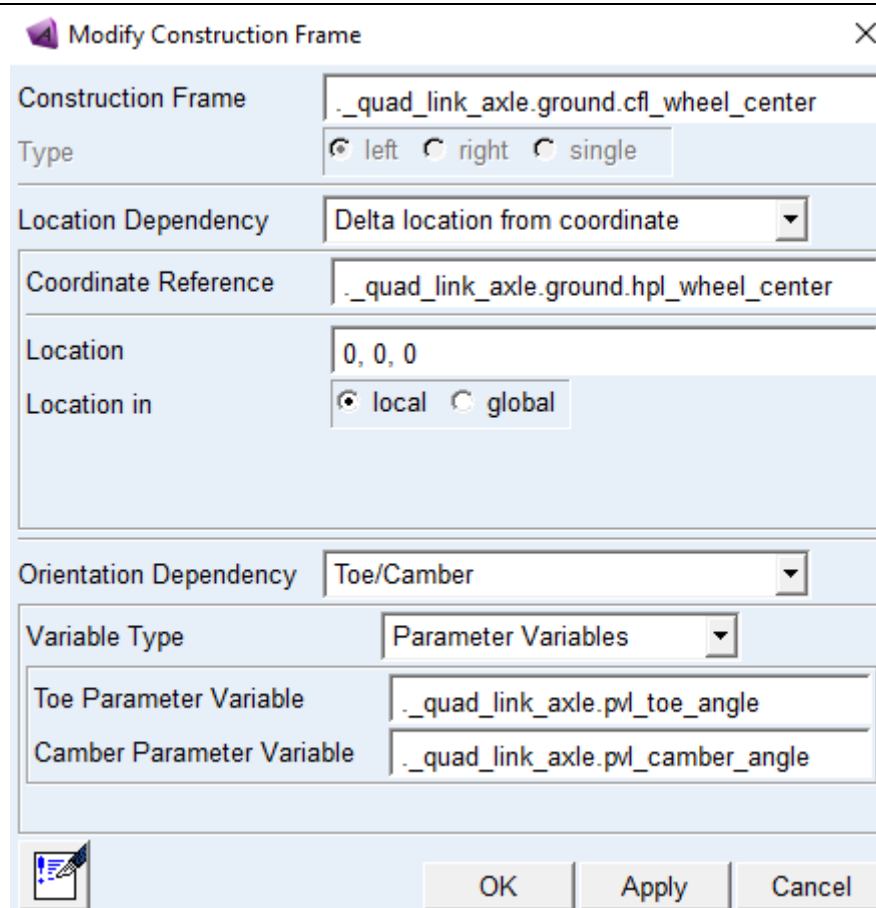 Modify Construction Frame
Construction Frame ._quad_link_axle.ground.cfl_wheel_center
Type left right single
Location Dependency Delta location from coordinate
Coordinate Reference ._quad_link_axle.ground.hpl_wheel_center
Location 0, 0, 0
Location in local global
Orientation Dependency Toe/Camber
Variable Type Parameter Variables
Toe Parameter Variable ._quad_link_axle.pvl_toe_angle
Camber Parameter Variable ._quad_link_axle.pvl_camber_angle
OK Apply Cancel